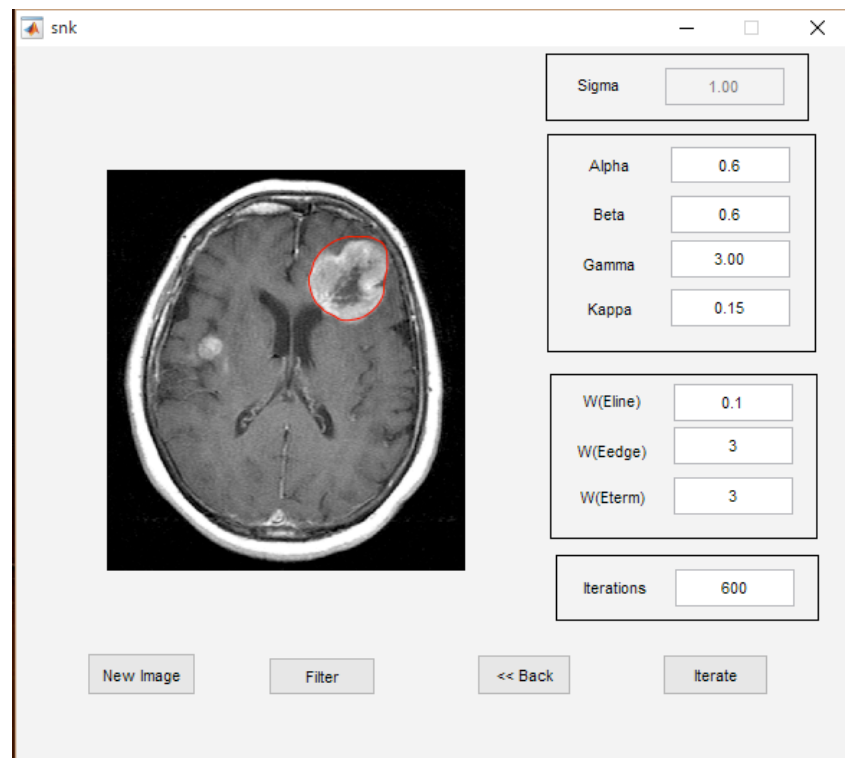 snk
Sigma 1.00
Alpha 0.6
Beta 0.6
Gamma 3.00
Kappa 0.15
W(Eline) 0.1
W(Eedge) 3
W(Eterm) 3
Iterations 600
New Image Filter << Back Iterate